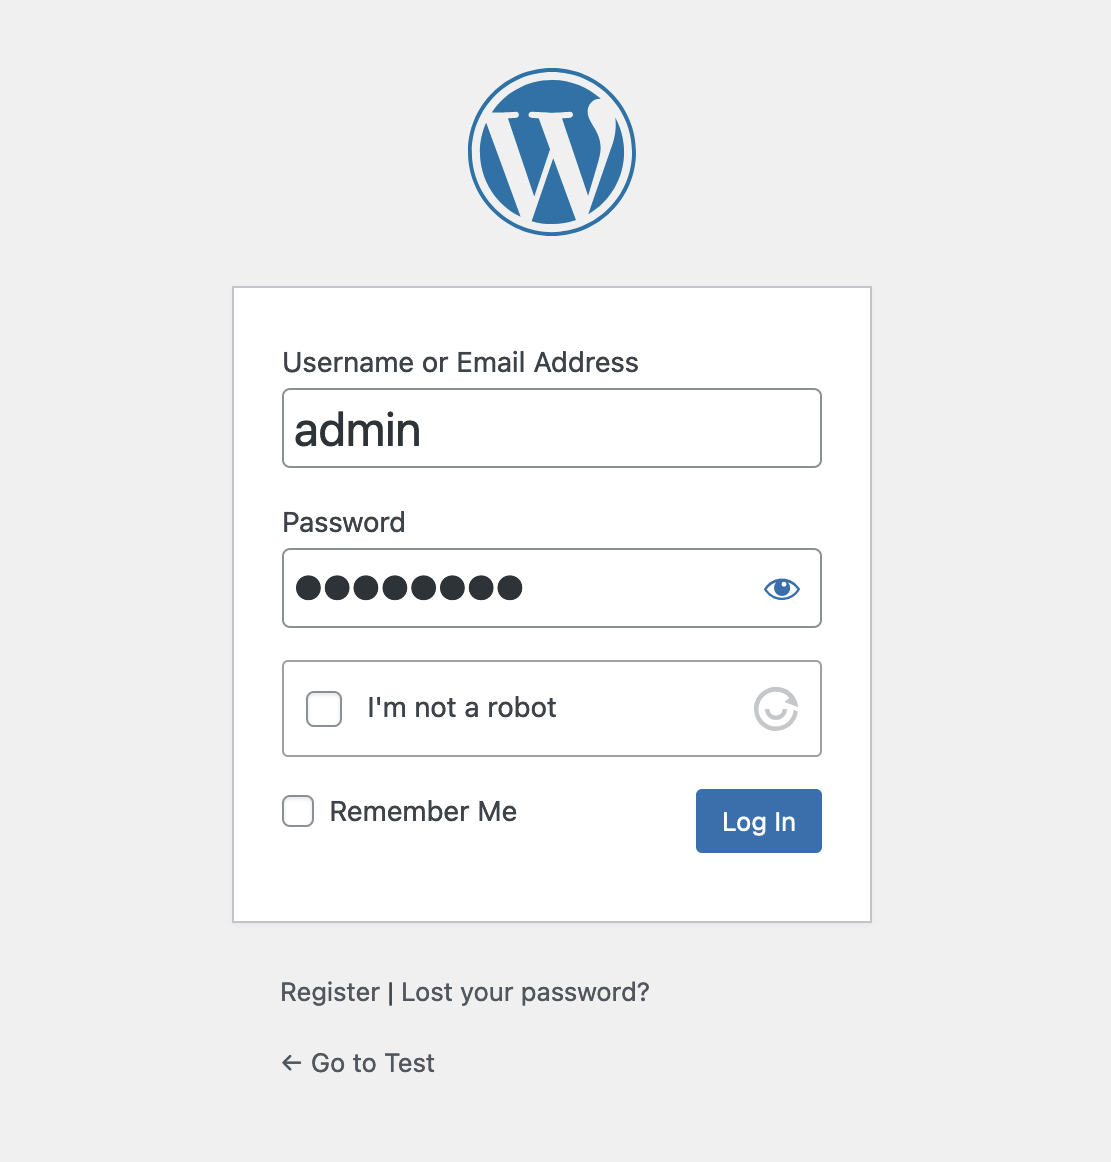 Username or Email Address
admin
Password
I'm not a robot
Remember Me
Log In
Register | Lost your password?
← Go to Test